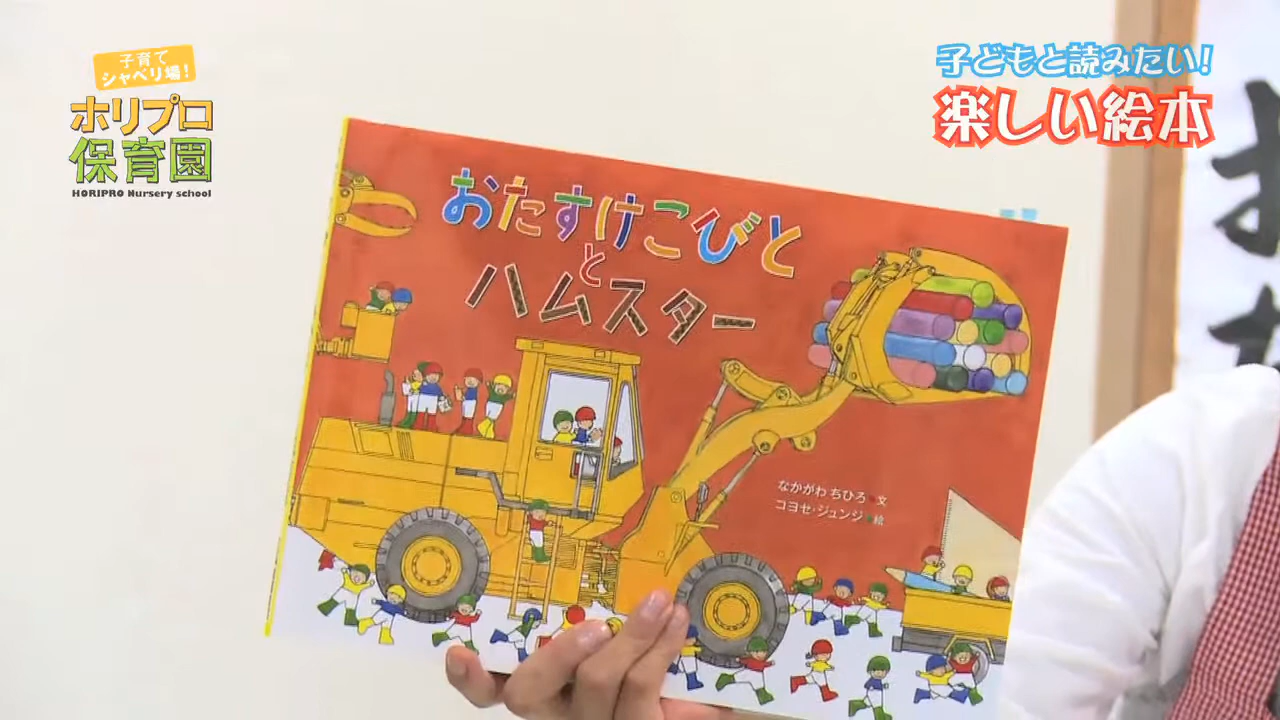 子育て
シャベリ場！
ホリプロ
保育園
HORIPRO Nursery school
子どもと読みたい！
楽しい絵本
おたすけこびと
と
ハムスター
なかがわ ちひろ 文
コヨセ・ジュンジ 絵